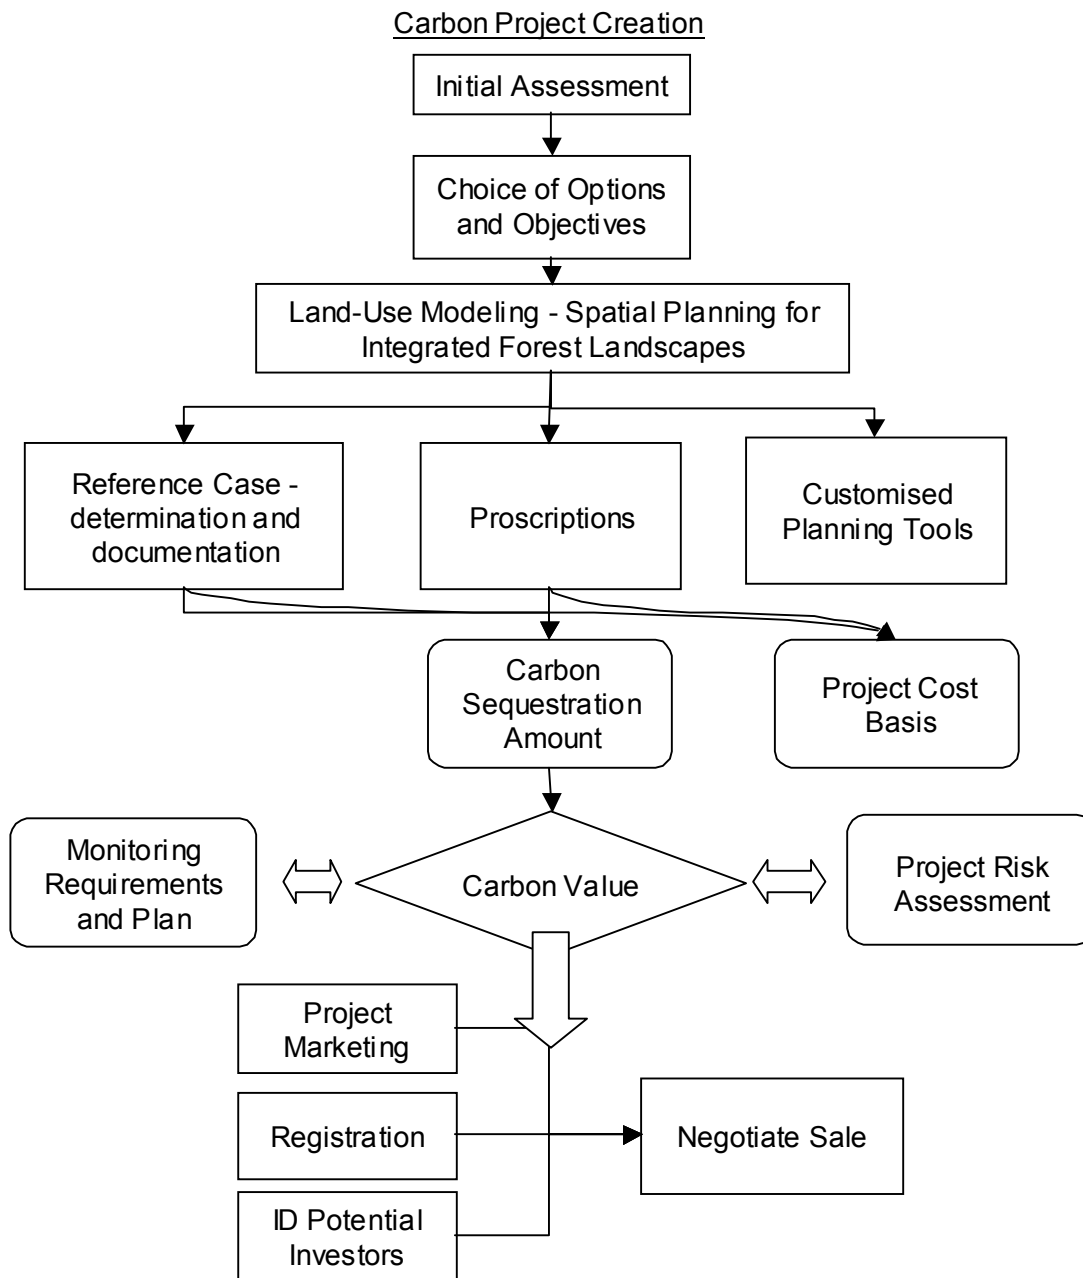 Carbon Project Creation
Initial Assessment
Choice of Options
and Objectives
Land-Use Modeling - Spatial Planning for
Integrated Forest Landscapes
Reference Case -
determination and
documentation
Proscriptions
Customised
Planning Tools
Carbon
Sequestration
Amount
Project Cost
Basis
Monitoring
Requirements
and Plan
Carbon Value
Project Risk
Assessment
Project
Marketing
Registration
Negotiate Sale
ID Potential
Investors